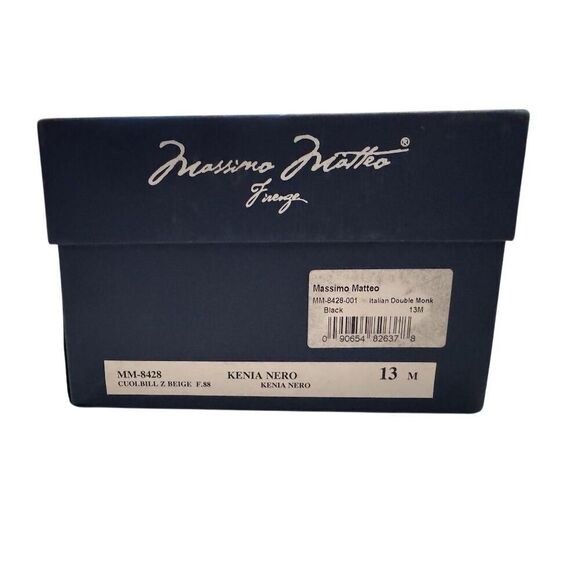 Massimo Matteo®
Firenze
Massimo Matteo
MM-8428-001 Italian Double Monk
Black 13M
0 90654 82637 8
MM-8428 KENIA NERO 13 M
CUOLBILL Z BEIGE F.88 KENIA NERO